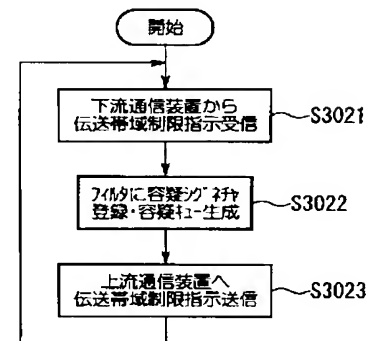 開始
下流通信装置から
伝送帯域制限指示受信
S3021
フィルタに容疑シグネチャ
登録・容疑キュー生成
S3022
上流通信装置へ
伝送帯域制限指示送信
S3023